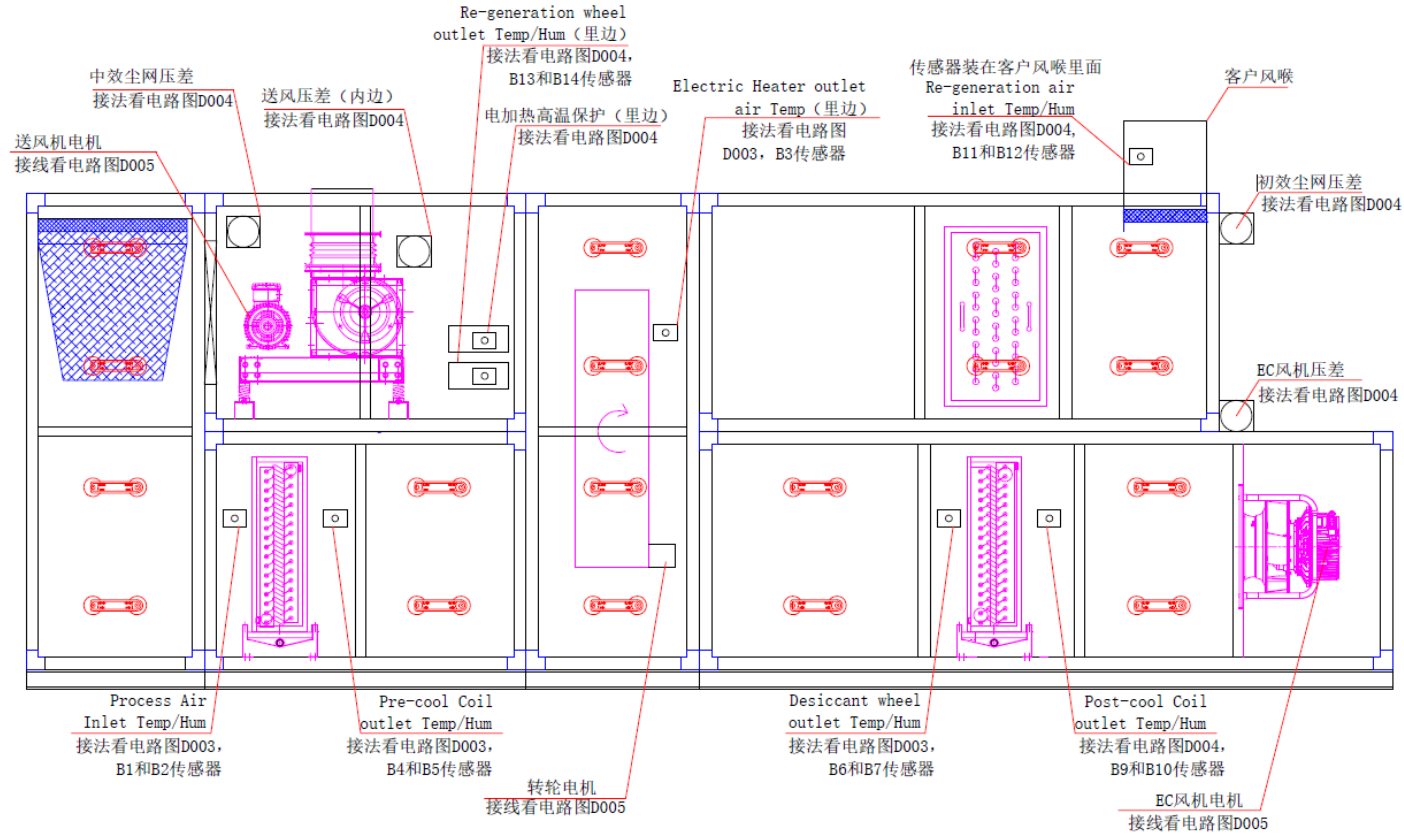 Re-generation wheel
outlet Temp/Hum（里边）
接法看电路图D004，
B13和B14传感器
中效尘网压差
接法看电路图D004
送风压差（内边）
接法看电路图D004
电加热高温保护（里边）
接法看电路图D004
Electric Heater outlet
air Temp（里边）
接法看电路图
D003，B3传感器
传感器装在客户风喉里面
Re-generation air
inlet Temp/Hum
接法看电路图D004,
B11和B12传感器
客户风喉
送风机电机
接线看电路图D005
初效尘网压差
接法看电路图D004
EC风机压差
接法看电路图D004
Process Air
Inlet Temp/Hum
接法看电路图D003，
B1和B2传感器
Pre-cool Coil
outlet Temp/Hum
接法看电路图D003，
B4和B5传感器
转轮电机
接线看电路图D005
Desiccant wheel
outlet Temp/Hum
接法看电路图D003，
B6和B7传感器
Post-cool Coil
outlet Temp/Hum
接法看电路图D004，
B9和B10传感器
EC风机电机
接线看电路图D005